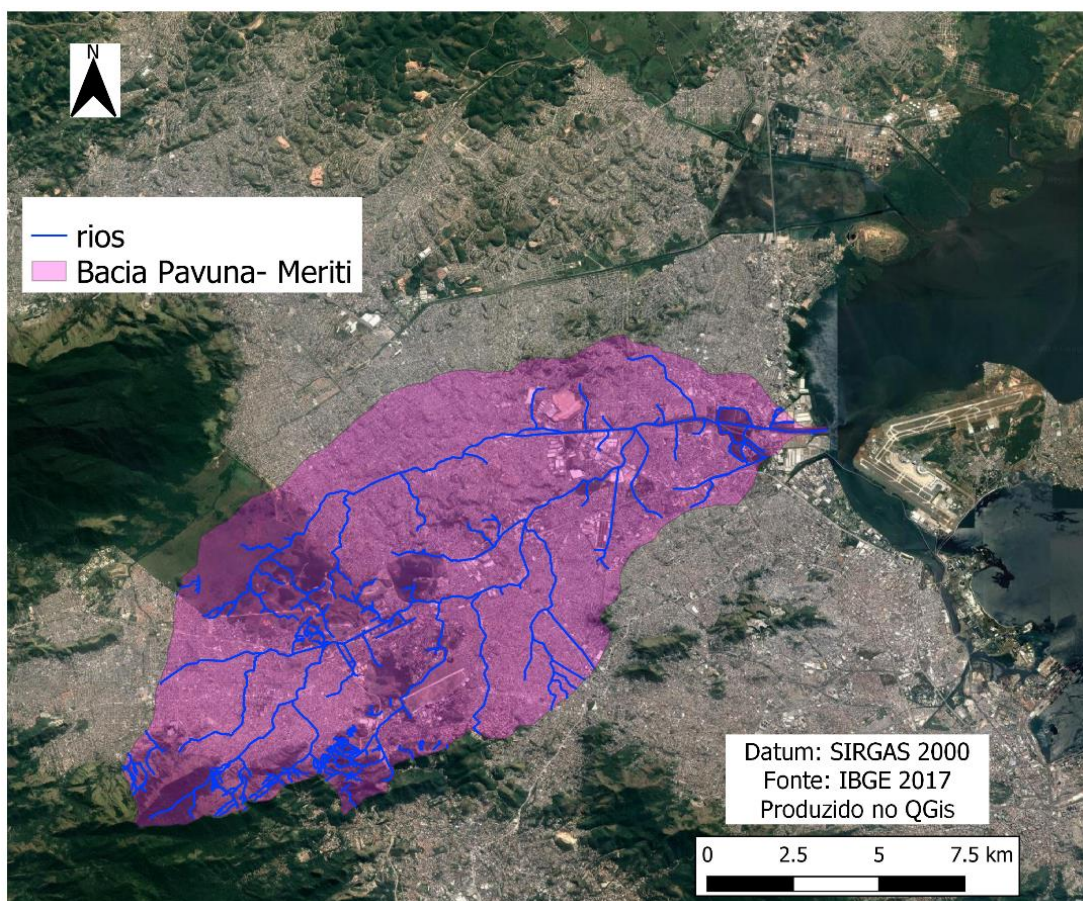 N
rios
Bacia Pavuna- Meriti
Datum: SIRGAS 2000
Fonte: IBGE 2017
Produzido no QGis
0 2.5 5 7.5 km